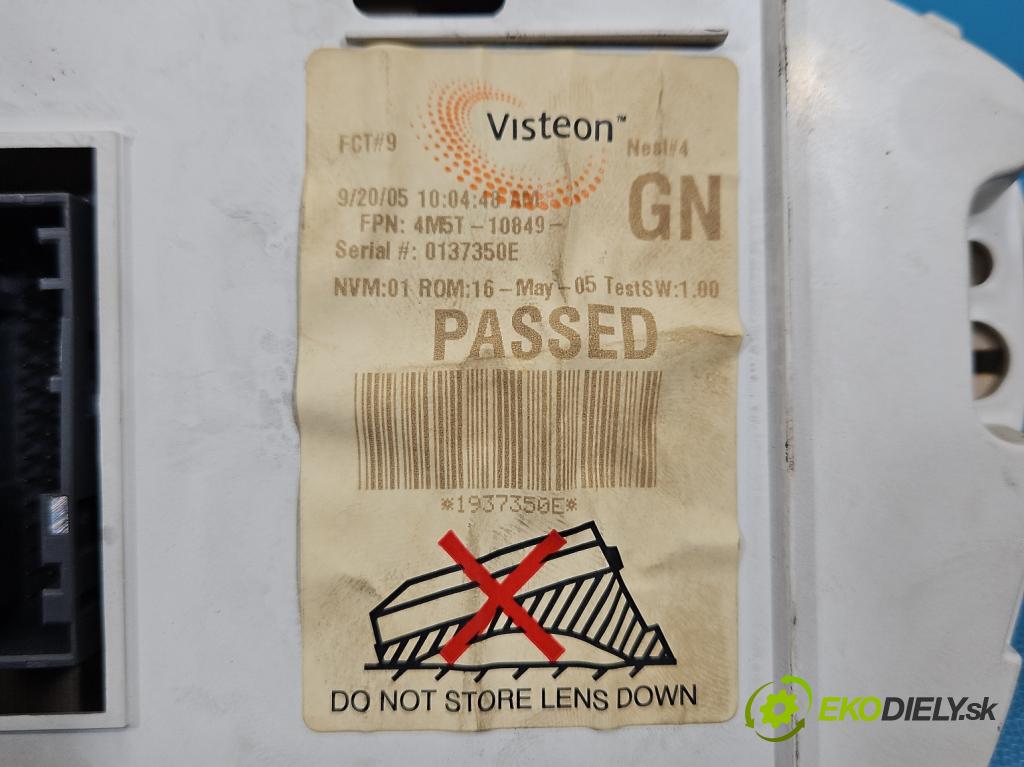 Visteon™
FCT#9 Nest#4
9/20/05 10:04:48 AM
GN
FPN: 4M5T-10849-
Serial #: 0137350E
NVM:01 ROM:16-May-05 TestSW:1.00
PASSED
*1937350E*
DO NOT STORE LENS DOWN
EKODIELY.sk